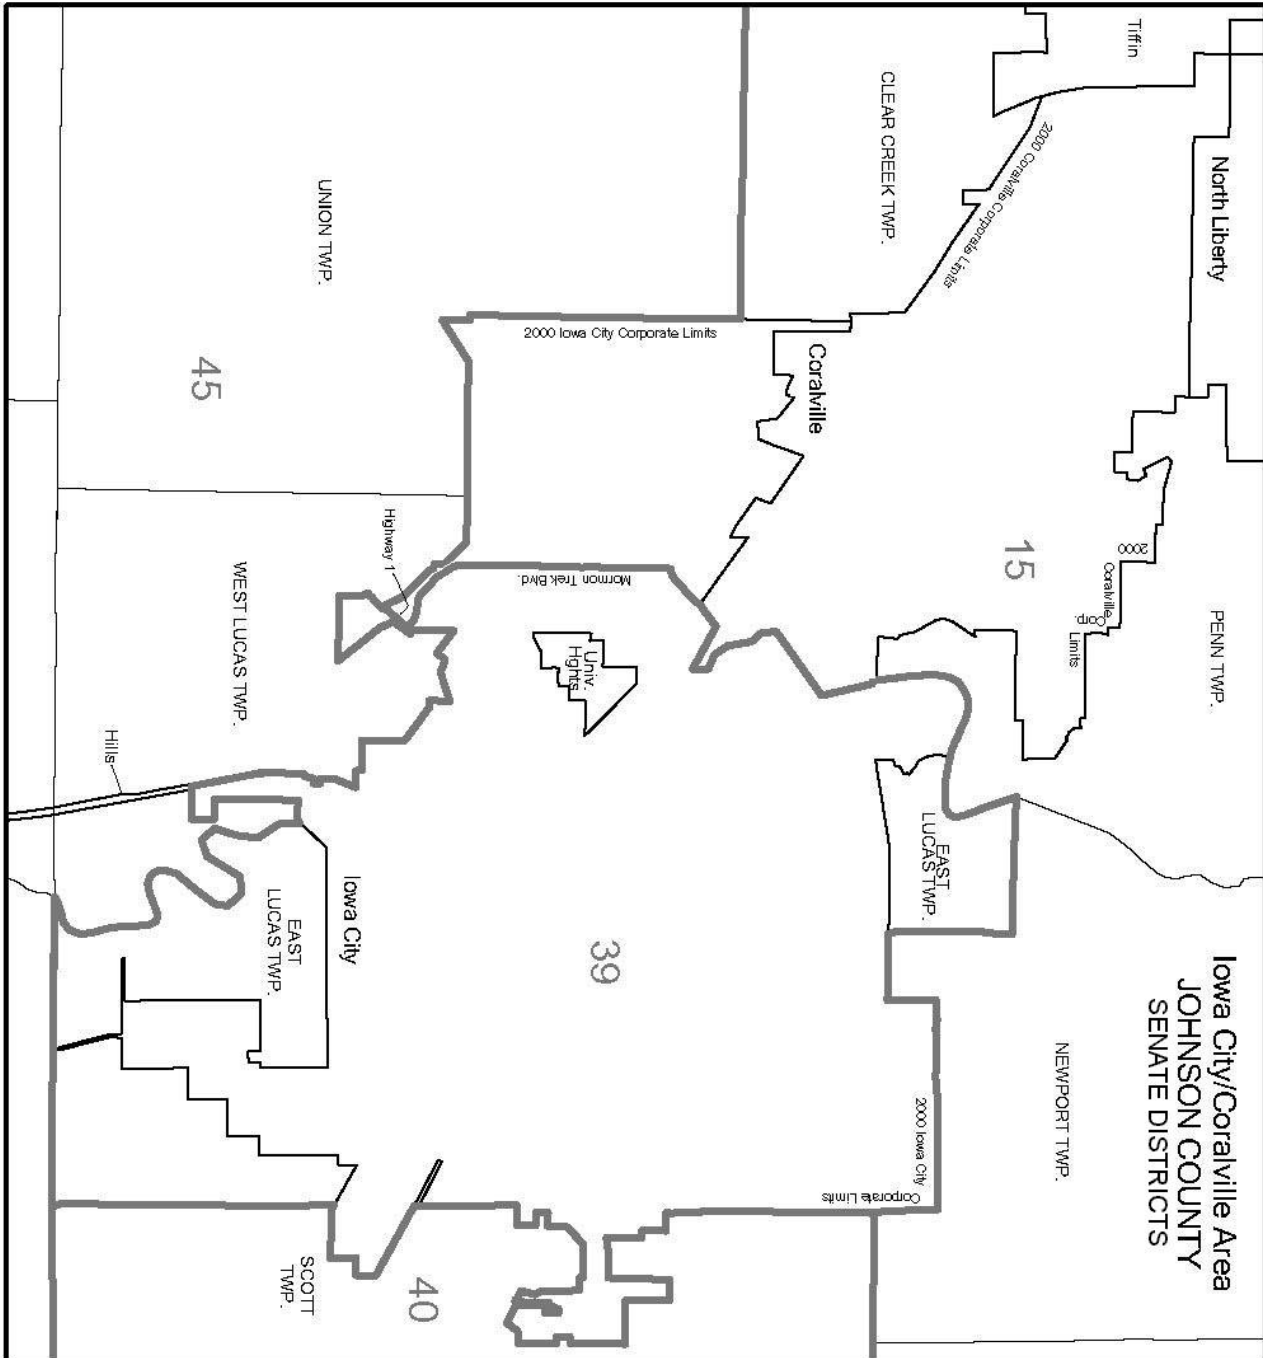 Iowa City/Coralville Area
JOHNSON COUNTY
SENATE DISTRICTS
Tiffin
North Liberty
PENN TWP.
CLEAR CREEK TWP.
2000 Coralville Corporate Limits
15
2000
Coralville
Corp.
Limits
NEWPORT TWP.
Coralville
EAST
LUCAS TWP.
2000 Iowa City
Corporate Limits
2000 Iowa City Corporate Limits
Mormon Trek Blvd.
Univ.
Hghts
39
UNION TWP.
45
Highway 1
WEST LUCAS TWP.
Hills
Iowa City
EAST
LUCAS TWP.
40
SCOTT
TWP.